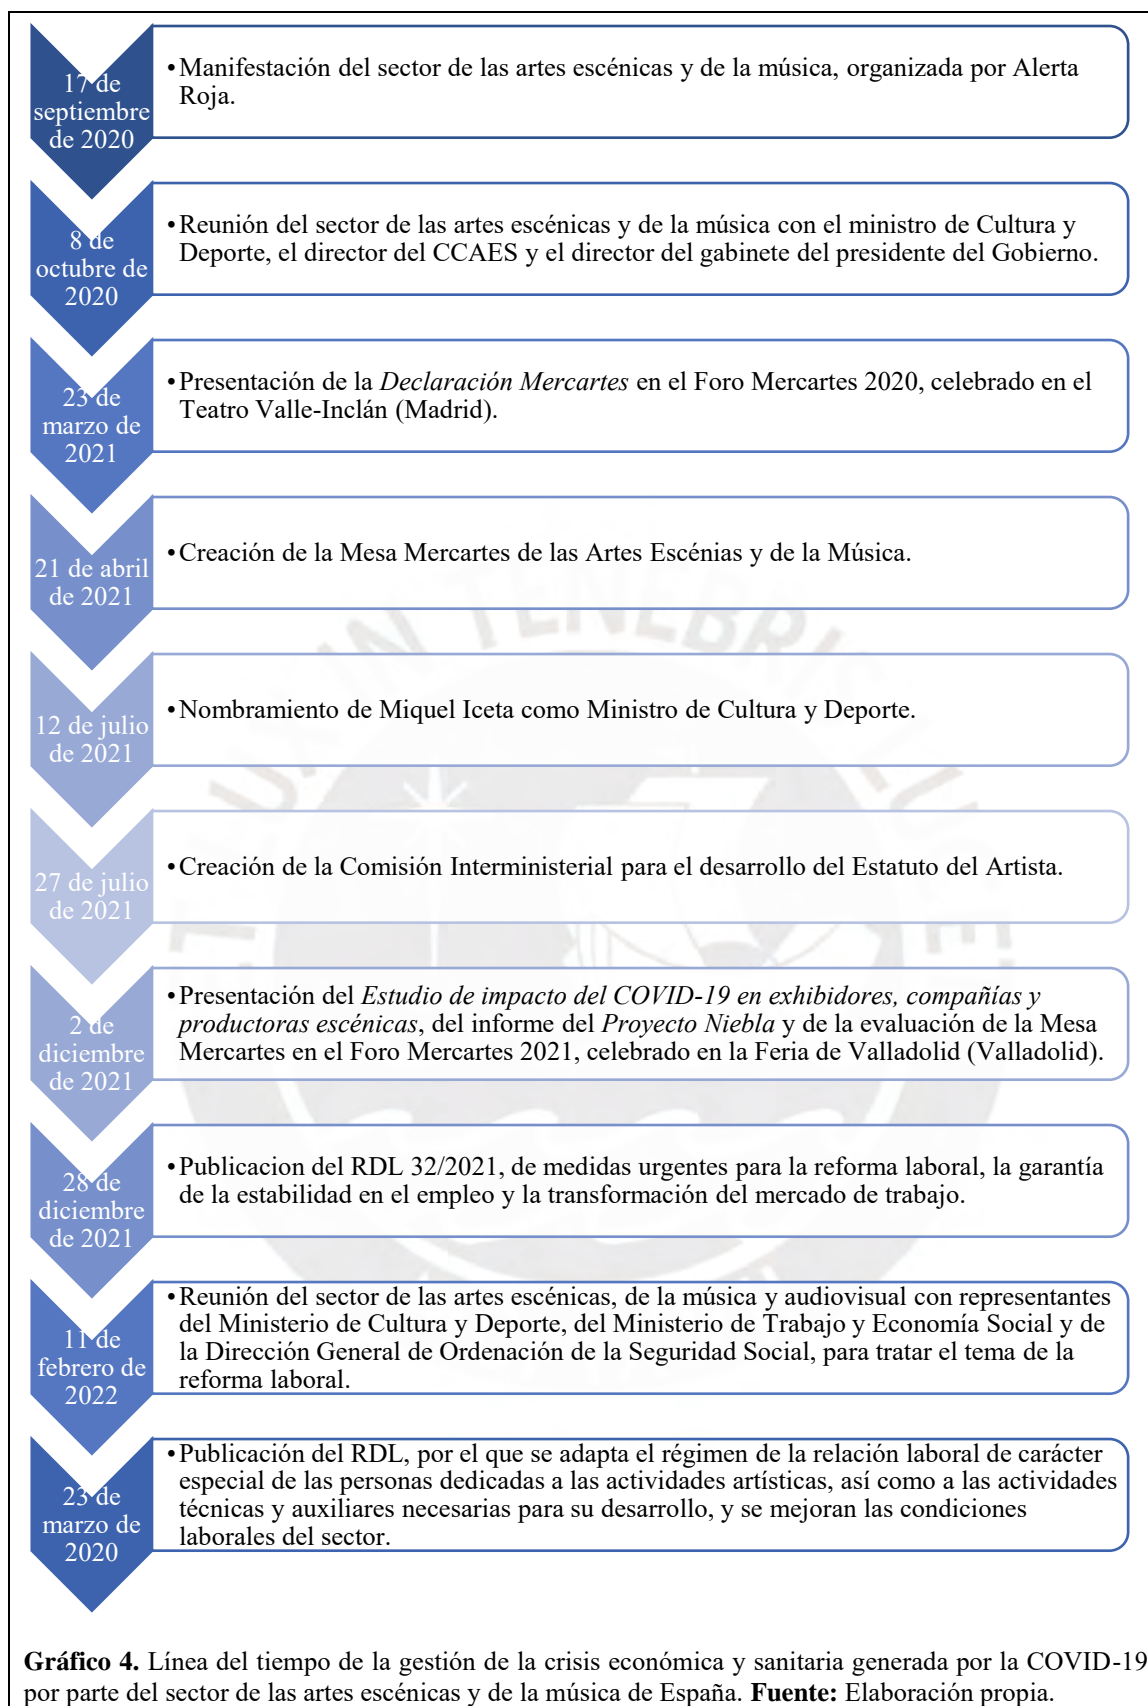 17 de
septiembre
de 2020
•Manifestación del sector de las artes escénicas y de la música, organizada por Alerta
Roja.
8 de
octubre de
2020
•Reunión del sector de las artes escénicas y de la música con el ministro de Cultura y
Deporte, el director del CCAES y el director del gabinete del presidente del Gobierno.
23 de
marzo de
2021
•Presentación de la Declaración Mercartes en el Foro Mercartes 2020, celebrado en el
Teatro Valle-Inclán (Madrid).
21 de abril
de 2021
•Creación de la Mesa Mercartes de las Artes Escénias y de la Música.
12 de julio
de 2021
•Nombramiento de Miquel Iceta como Ministro de Cultura y Deporte.
27 de julio
de 2021
•Creación de la Comisión Interministerial para el desarrollo del Estatuto del Artista.
2 de
diciembre
de 2021
•Presentación del Estudio de impacto del COVID-19 en exhibidores, compañías y
productoras escénicas, del informe del Proyecto Niebla y de la evaluación de la Mesa
Mercartes en el Foro Mercartes 2021, celebrado en la Feria de Valladolid (Valladolid).
28 de
diciembre
de 2021
•Publicacion del RDL 32/2021, de medidas urgentes para la reforma laboral, la garantía
de la estabilidad en el empleo y la transformación del mercado de trabajo.
11 de
febrero de
2022
•Reunión del sector de las artes escénicas, de la música y audiovisual con representantes
del Ministerio de Cultura y Deporte, del Ministerio de Trabajo y Economía Social y de
la Dirección General de Ordenación de la Seguridad Social, para tratar el tema de la
reforma laboral.
23 de
marzo de
2020
•Publicación del RDL, por el que se adapta el régimen de la relación laboral de carácter
especial de las personas dedicadas a las actividades artísticas, así como a las actividades
técnicas y auxiliares necesarias para su desarrollo, y se mejoran las condiciones
laborales del sector.
Gráfico 4. Línea del tiempo de la gestión de la crisis económica y sanitaria generada por la COVID-19
por parte del sector de las artes escénicas y de la música de España. Fuente: Elaboración propia.
ET LUX IN TENEBRIS LUCET